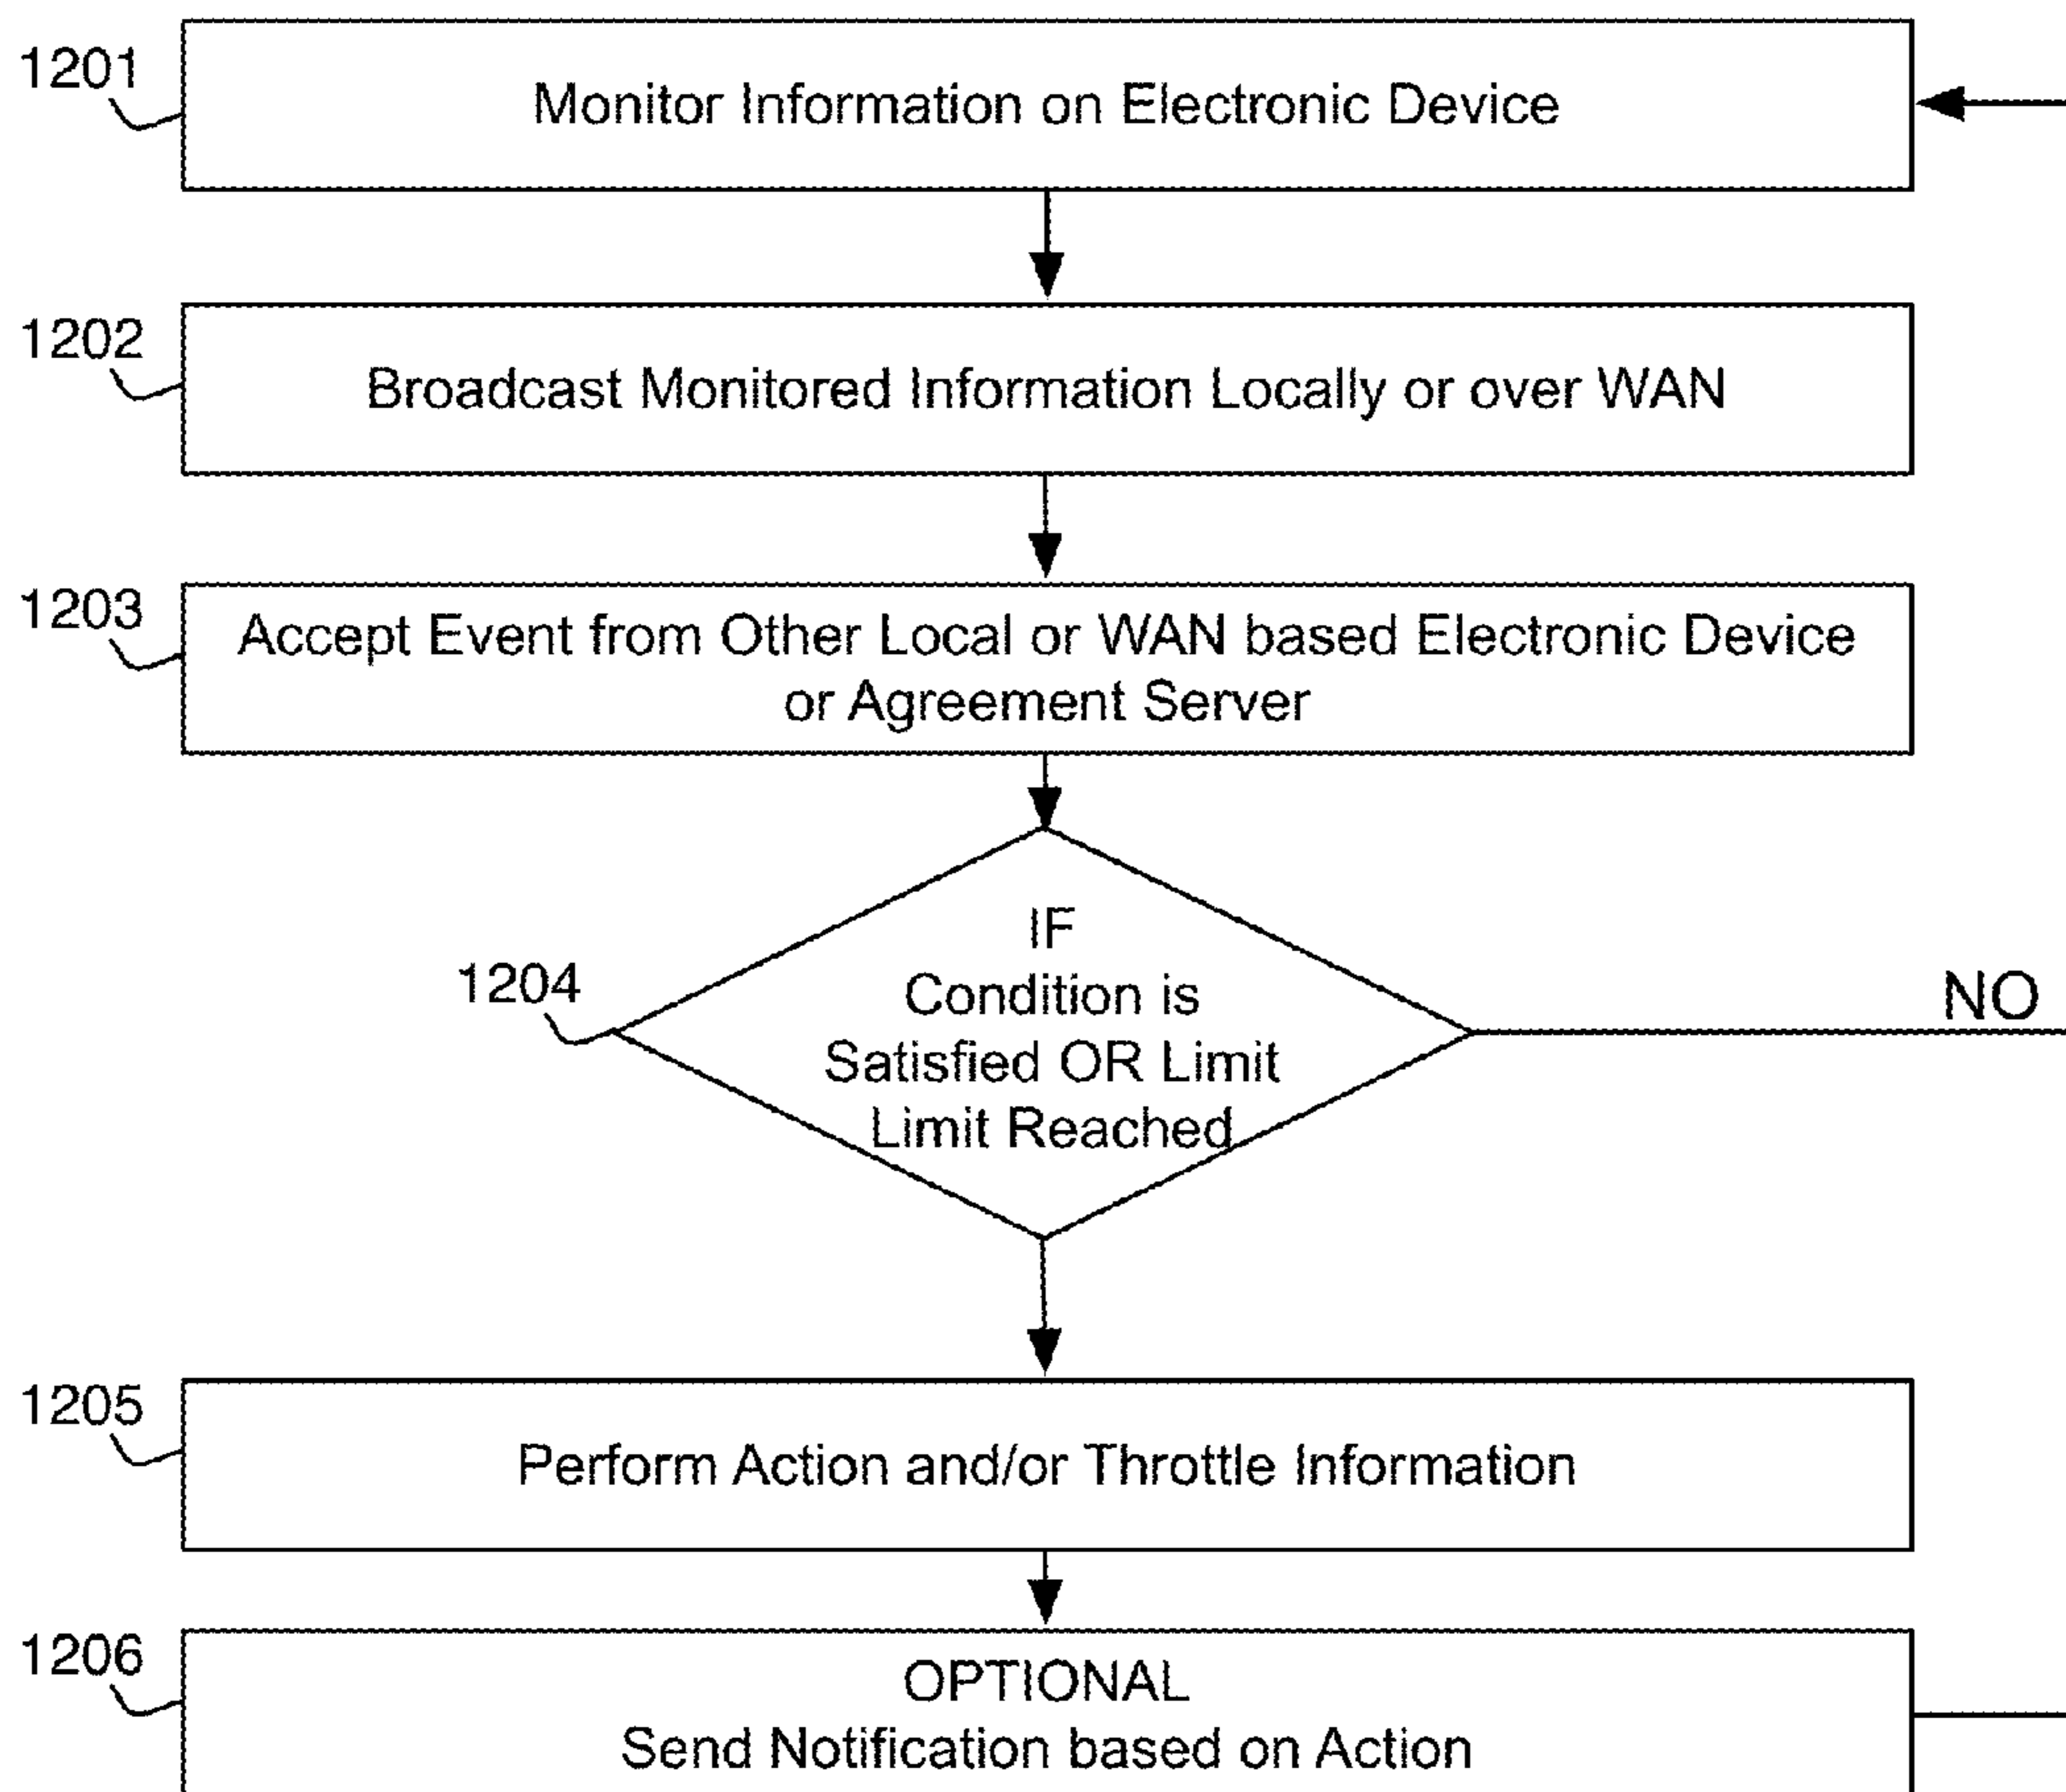 1201
Monitor Information on Electronic Device
1202
Broadcast Monitored Information Locally or over WAN
1203
Accept Event from Other Local or WAN based Electronic Device
or Agreement Server
1204
IF
Condition is
Satisfied OR Limit
Limit Reached
NO
1205
Perform Action and/or Throttle Information
1206
OPTIONAL
Send Notification based on Action